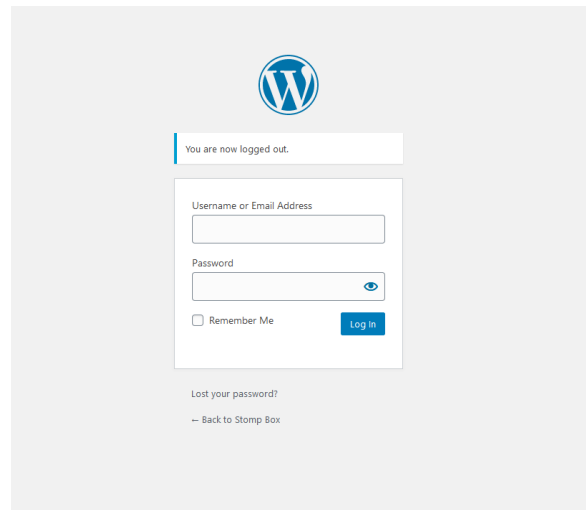 You are now logged out.
Username or Email Address
Password
Remember Me
Log In
Lost your password?
← Back to Stomp Box